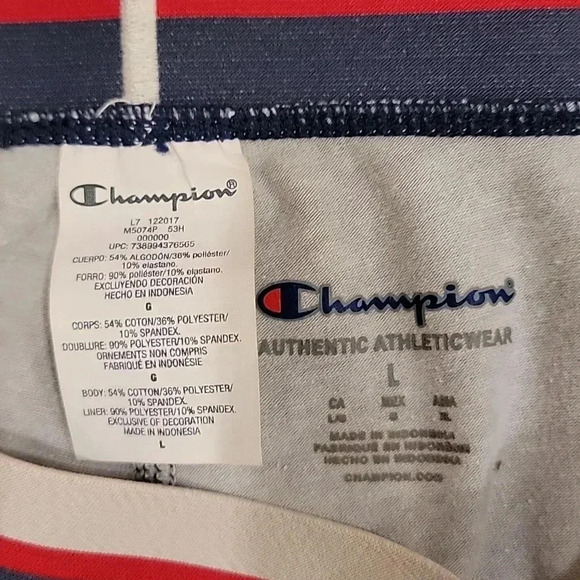 Champion®
L7 122017
M5074P 53H
000000
UPC: 738994376565
CUERPO: 54% ALGODÓN/36% poliéster/
10% elastano.
FORRO: 90% poliéster/10% elastano.
EXCLUYENDO DECORACIÓN
HECHO EN INDONESIA
G
CORPS: 54% COTON/36% POLYESTER/
10% SPANDEX.
DOUBLURE: 90% POLYESTER/10% SPANDEX.
ORNEMENTS NON COMPRIS
FABRIQUÉ EN INDONÉSIE
G
BODY: 54% COTTON/36% POLYESTER/
10% SPANDEX.
LINER: 90% POLYESTER/10% SPANDEX.
EXCLUSIVE OF DECORATION
MADE IN INDONESIA
L
Champion®
AUTHENTIC ATHLETICWEAR
L
CA MEX
L/G G
MADE IN INDONESIA
FABRIQUÉ EN INDONÉSIE
HECHO EN INDONESIA
CHAMPION.COM